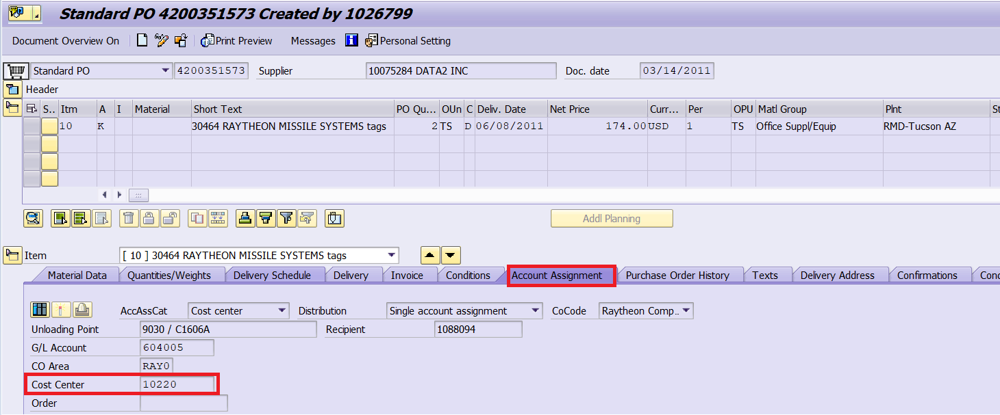 Standard PO 4200351573 Created by 1026799
Document Overview On Print Preview Messages Personal Setting
Standard PO 4200351573 Supplier 10075284 DATA2 INC Doc. date 03/14/2011
Header
S.. Itm A I Material Short Text PO Qu... OUn C Deliv. Date Net Price Curr... Per OPU Matl Group Plnt St
10 K 30464 RAYTHEON MISSILE SYSTEMS tags 2 TS D 06/08/2011 174.00 USD 1 TS Office Suppl/Equip RMD-Tucson AZ
Addl Planning
Item [ 10 ] 30464 RAYTHEON MISSILE SYSTEMS tags
Material Data Quantities/Weights Delivery Schedule Delivery Invoice Conditions Account Assignment Purchase Order History Texts Delivery Address Confirmations Conc
AccAssCat Cost center Distribution Single account assignment CoCode Raytheon Comp...
Unloading Point 9030 / C1606A Recipient 1088094
G/L Account 604005
CO Area RAY0
Cost Center 10220
Order